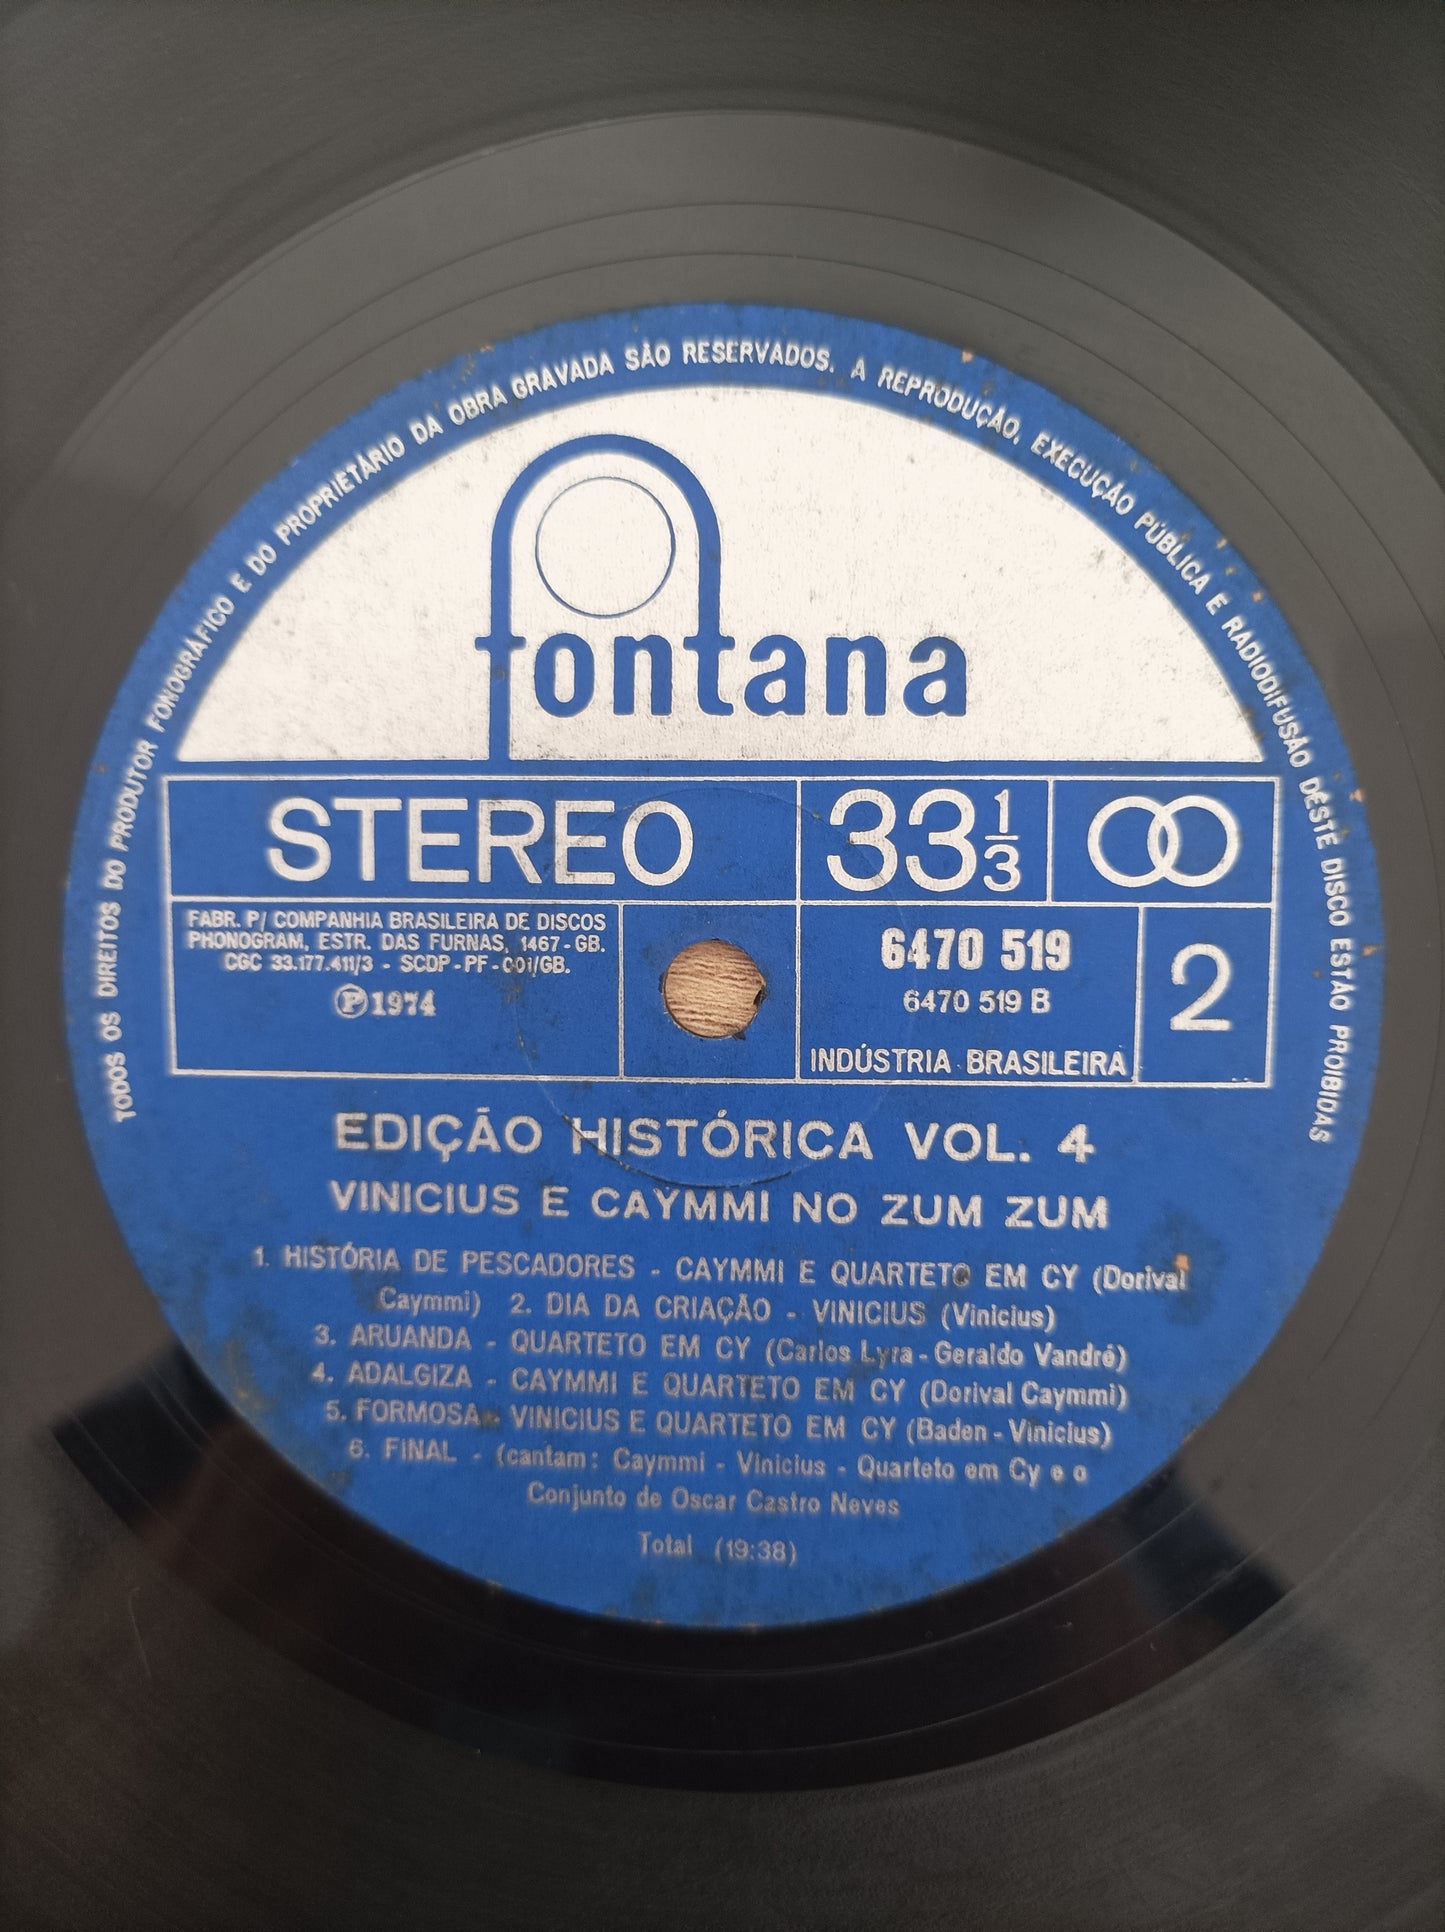 TODOS OS DIREITOS DO PRODUTOR FONOGRÁFICO E DO PROPRIETÁRIO DA OBRA GRAVADA SÃO RESERVADOS. A REPRODUÇÃO, EXECUÇÃO PÚBLICA E RADIODIFUSÃO DÊSTE DISCO ESTÃO PROIBIDAS
fontana
STEREO
33 1/3
FABR. P/ COMPANHIA BRASILEIRA DE DISCOS
PHONOGRAM, ESTR. DAS FURNAS, 1467-GB.
CGC 33.177.411/3 - SCDP-PF-001/GB.
Ⓟ1974
6470 519
6470 519 B
INDÚSTRIA BRASILEIRA
2
EDIÇÃO HISTÓRICA VOL. 4
VINICIUS E CAYMMI NO ZUM ZUM
1. HISTÓRIA DE PESCADORES - CAYMMI E QUARTETO EM CY (Dorival
Caymmi) 2. DIA DA CRIAÇÃO - VINICIUS (Vinicius)
3. ARUANDA - QUARTETO EM CY (Carlos Lyra - Geraldo Vandré)
4. ADALGIZA - CAYMMI E QUARTETO EM CY (Dorival Caymmi)
5. FORMOSA - VINICIUS E QUARTETO EM CY (Baden - Vinicius)
6. FINAL - (cantam: Caymmi - Vinicius - Quarteto em Cy e o
Conjunto de Oscar Castro Neves
Total (19:38)